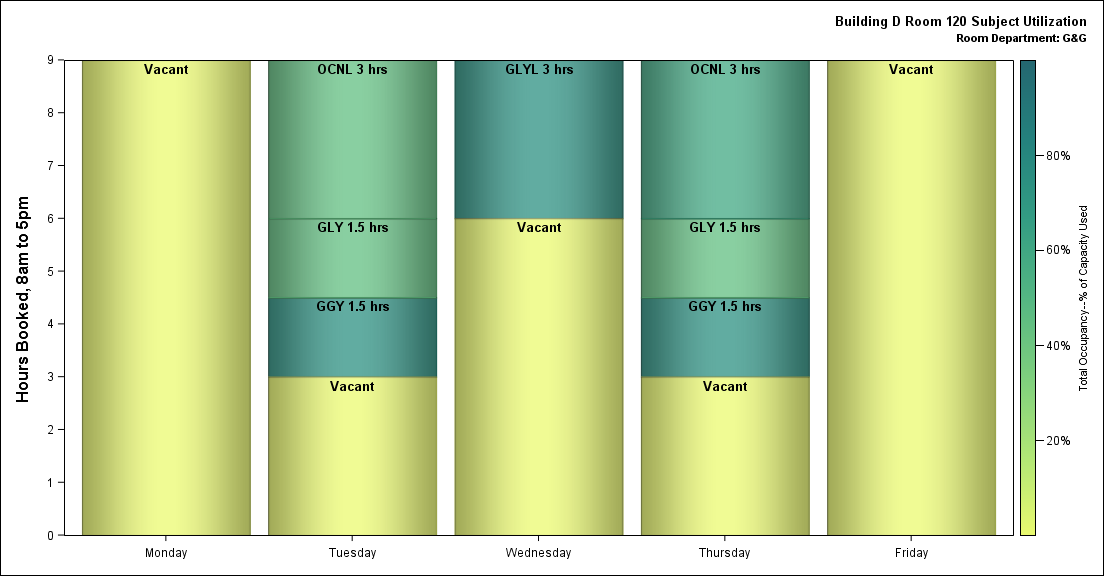 Building D Room 120 Subject Utilization
Room Department: G&G
Hours Booked, 8am to 5pm
9
8
7
6
5
4
3
2
1
0
Vacant
OCNL 3 hrs
GLY 1.5 hrs
GGY 1.5 hrs
Vacant
GLYL 3 hrs
Vacant
OCNL 3 hrs
GLY 1.5 hrs
GGY 1.5 hrs
Vacant
Vacant
Monday
Tuesday
Wednesday
Thursday
Friday
80%
60%
40%
20%
Total Occupancy--% of Capacity Used